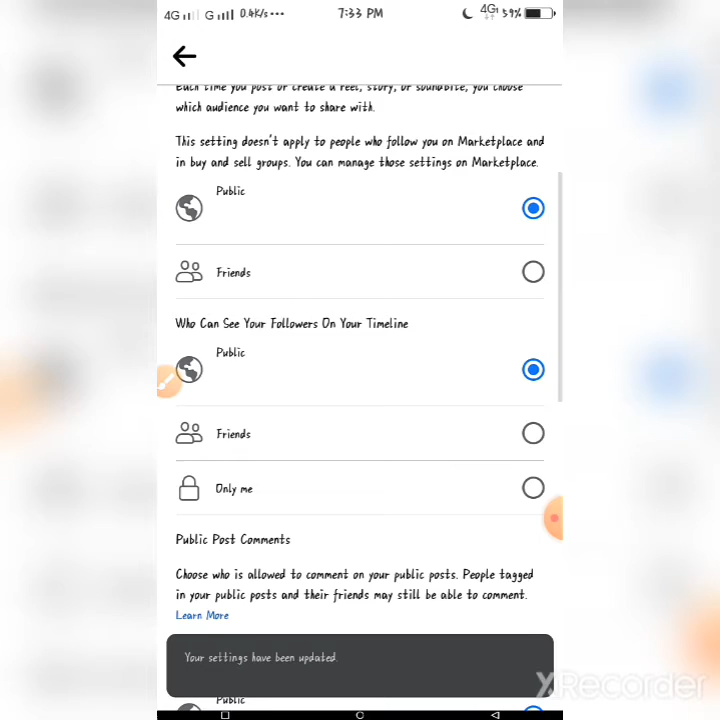 4G G 0.4K/s ••• 7:33 PM 4G 59%
Each time you post or create a reel, story, or soundbite, you choose
which audience you want to share with.
This setting doesn't apply to people who follow you on Marketplace and
in buy and sell groups. You can manage those settings on Marketplace.
Public
Friends
Who Can See Your Followers On Your Timeline
Public
Friends
Only me
Public Post Comments
Choose who is allowed to comment on your public posts. People tagged
in your public posts and their friends may still be able to comment.
Learn More
Your settings have been updated.
Public
XRecorder